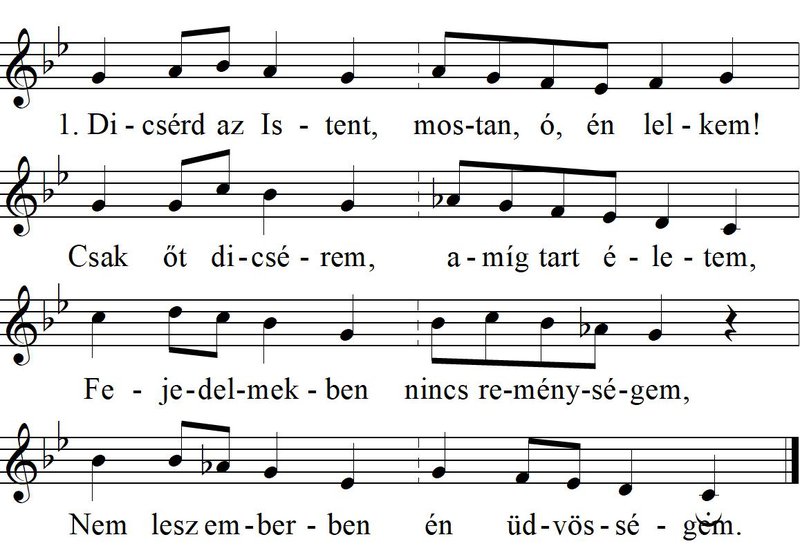 1. Di - csérd az Is - tent, mos-tan, ó, én lel - kem!
Csak őt di-csé - rem, a-míg tart é - le - tem,
Fe - je-del-mek - ben nincs re-mény-sé-gem,
Nem lesz em-ber - ben én üd-vös-sé - gem.